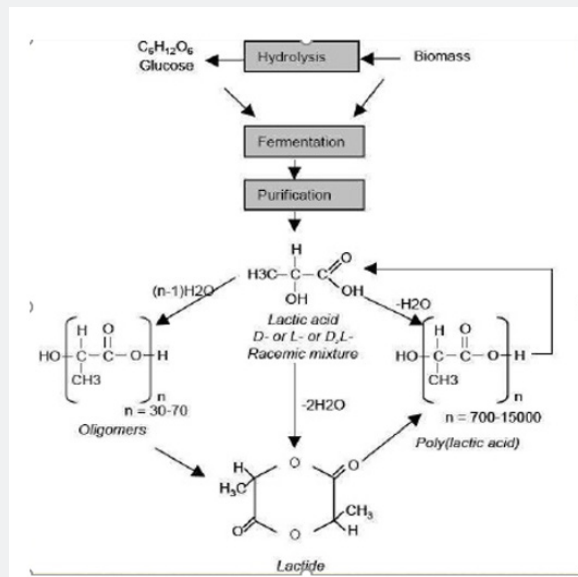 C6H12O6
Glucose
Hydrolysis
Biomass
Fermentation
Purification
H
H3C-C-C
O
OH
OH
(n-1)H2O
-H2O
Lactic acid
D- or L- or D,L-
Racemic mixture
H O
HO-C-C-O-H
CH3
n
n = 30-70
Oligomers
-2H2O
H O
HO-C-C-O-H
CH3
n
n = 700-15000
Poly(lactic acid)
O
H
H3C
O
O
CH3
O
H
Lactide